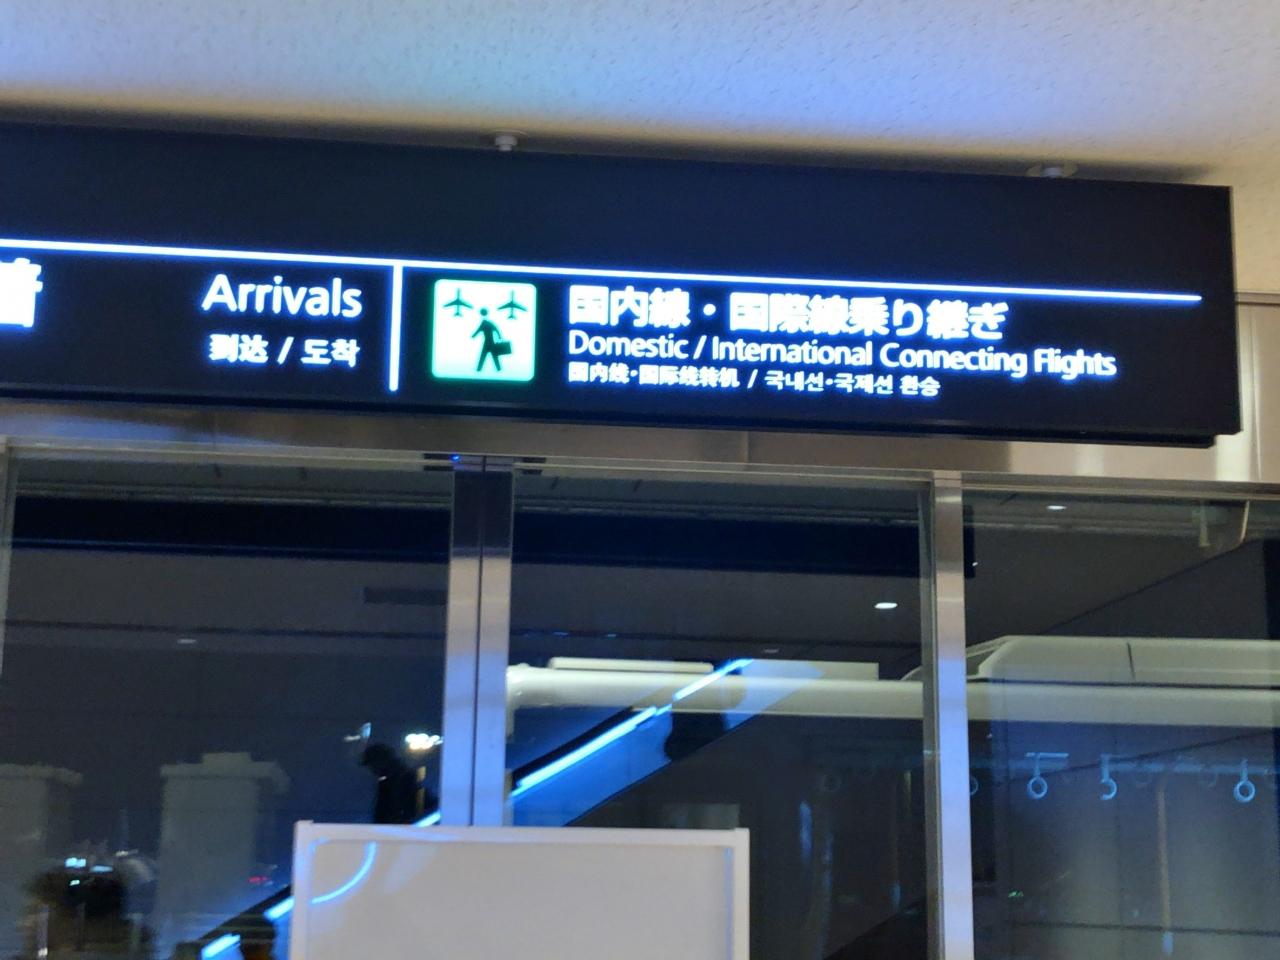 着
Arrivals
到达 / 도착
国内線・国際線乗り継ぎ
Domestic / International Connecting Flights
国内线・国际线转机 / 국내선・국제선 환승